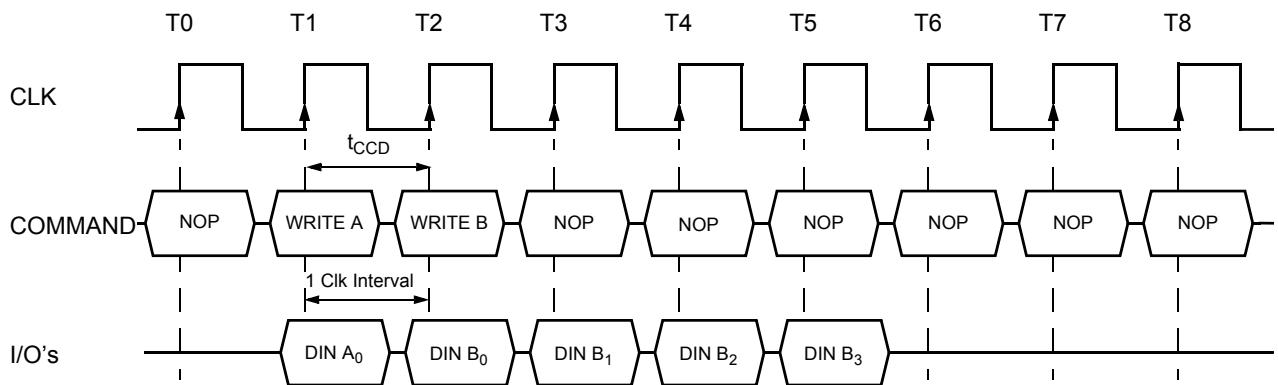 T0 T1 T2 T3 T4 T5 T6 T7 T8
CLK
tCCD
COMMAND NOP WRITE A WRITE B NOP NOP NOP NOP NOP NOP
1 Clk Interval
I/O's DIN A0 DIN B0 DIN B1 DIN B2 DIN B3